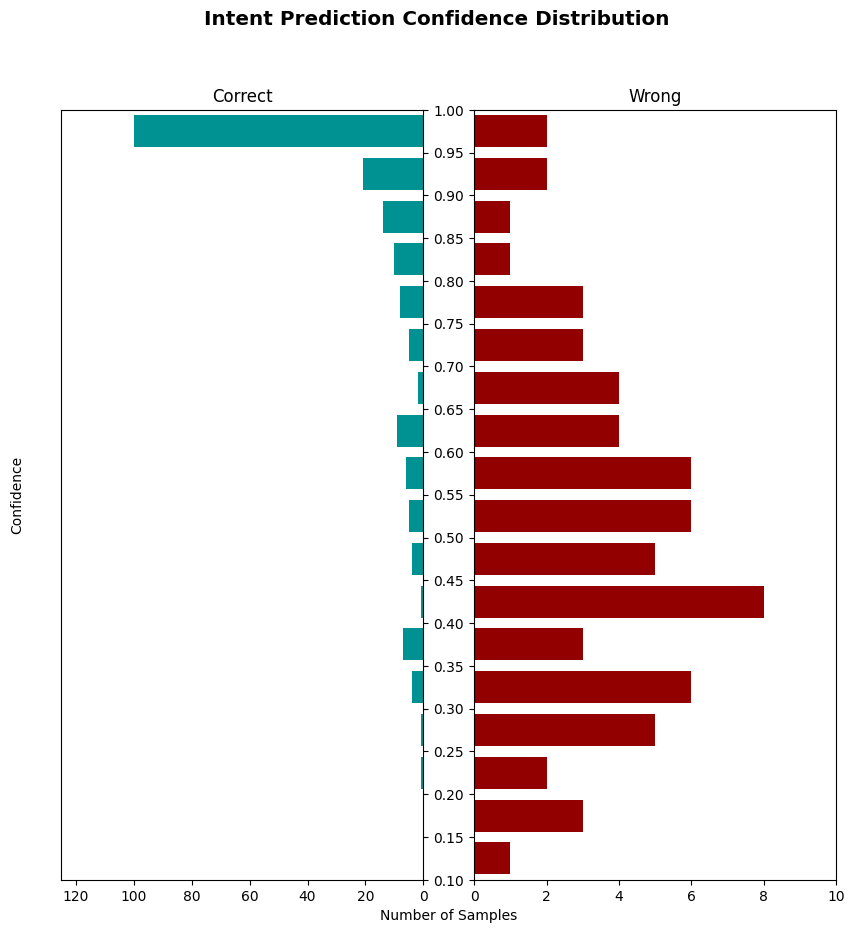 Intent Prediction Confidence Distribution
Correct
Wrong
1.00
0.95
0.90
0.85
0.80
0.75
0.70
0.65
0.60
0.55
0.50
0.45
0.40
0.35
0.30
0.25
0.20
0.15
0.10
Confidence
120 100 80 60 40 20 0
0 2 4 6 8 10
Number of Samples